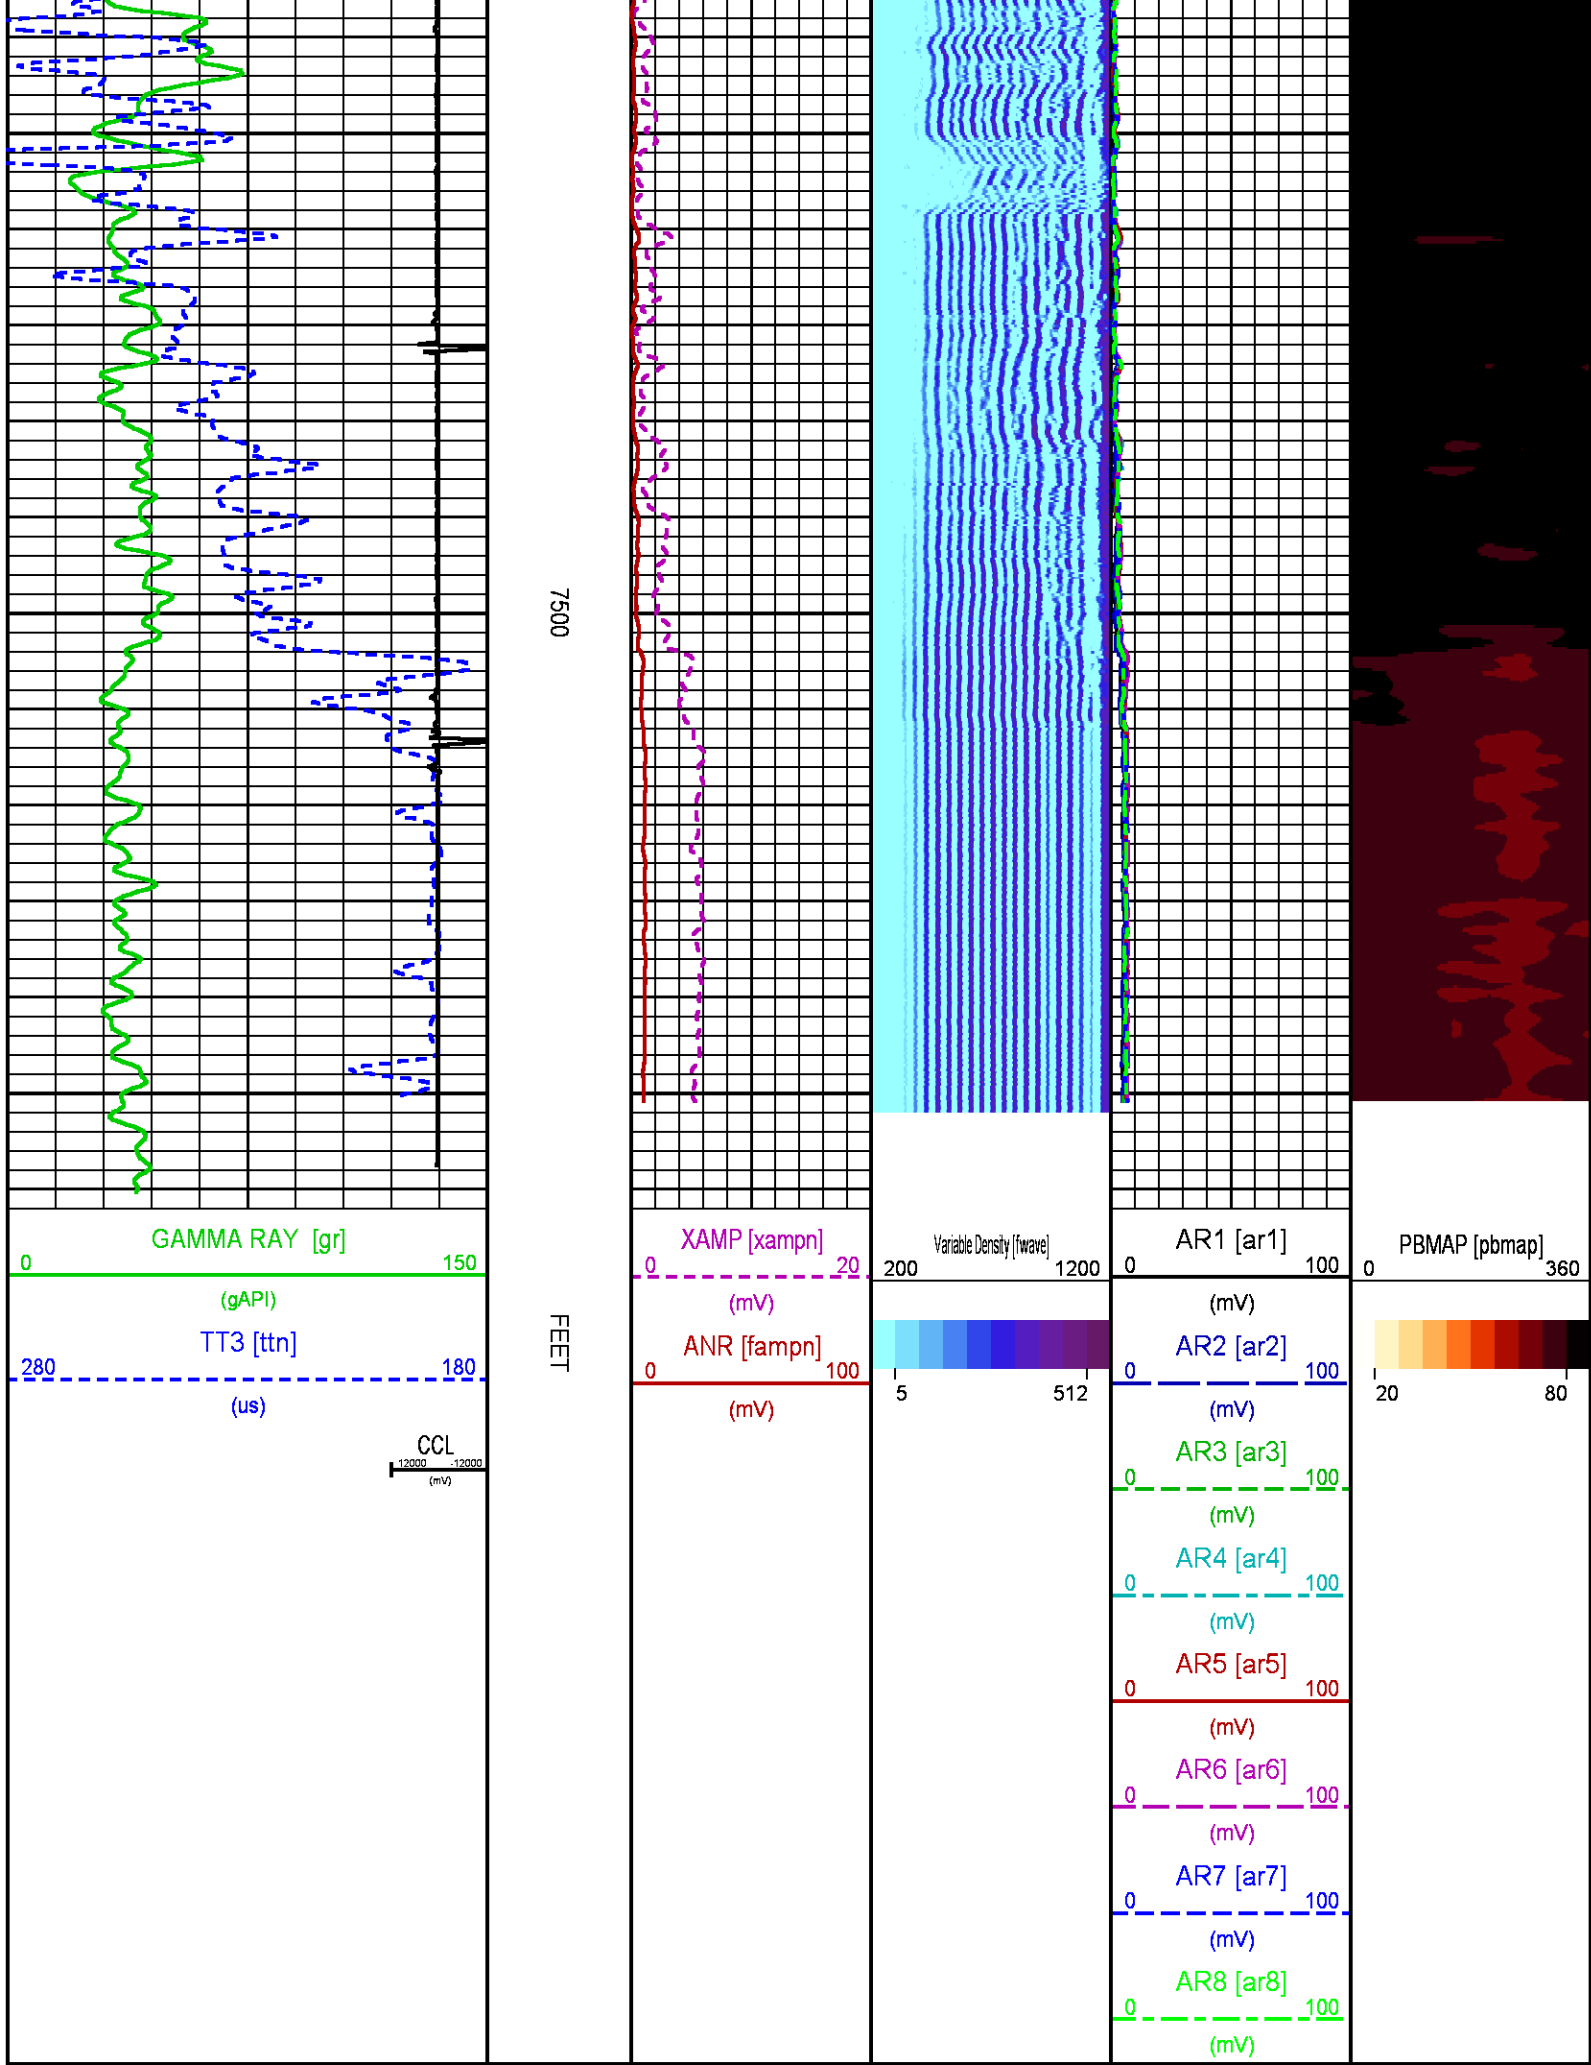 7500
GAMMA RAY [gr]
0 150
(gAPI)
TT3 [ttn]
280 180
(us)
CCL
12000 -12000
(mV)
FEET
XAMP [xampn]
0 20
(mV)
ANR [fampn]
0 100
(mV)
Variable Density [fwave]
200 1200
5 512
AR1 [ar1]
0 100
(mV)
AR2 [ar2]
0 100
(mV)
AR3 [ar3]
0 100
(mV)
AR4 [ar4]
0 100
(mV)
AR5 [ar5]
0 100
(mV)
AR6 [ar6]
0 100
(mV)
AR7 [ar7]
0 100
(mV)
AR8 [ar8]
0 100
(mV)
PBMAP [pbmap]
0 360
20 80